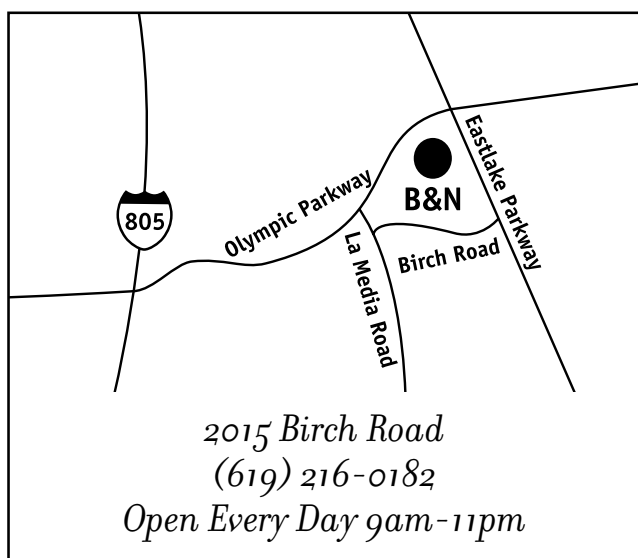 805
Olympic Parkway
Eastlake Parkway
B&N
Birch Road
La Media Road
2015 Birch Road
(619) 216-0182
Open Every Day 9am-11pm